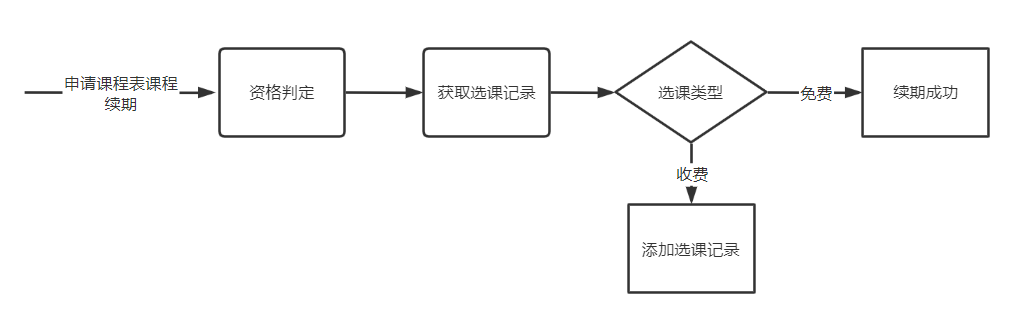 申请课程表课程
续期
资格判定
获取选课记录
选课类型
免费
续期成功
收费
添加选课记录